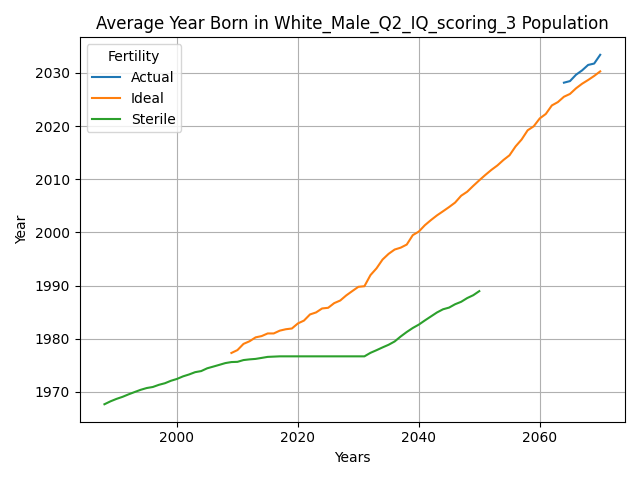 Average Year Born in White_Male_Q2_IQ_scoring_3 Population
Fertility
Actual
Ideal
Sterile
Year
2030
2020
2010
2000
1990
1980
1970
2000 2020 2040 2060
Years